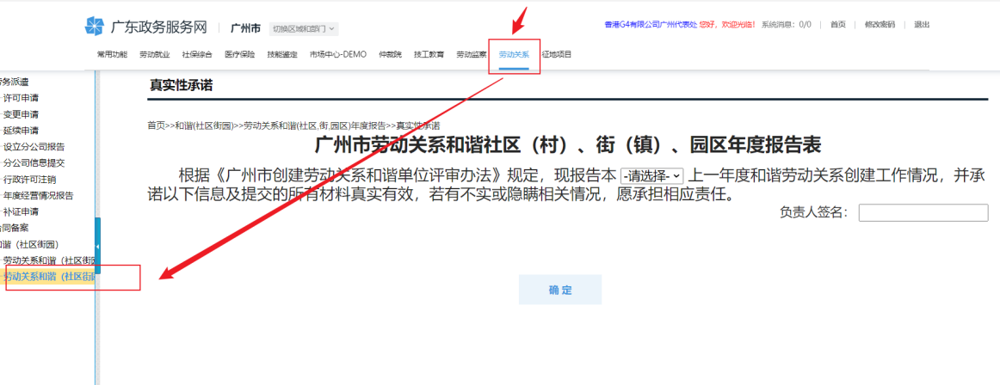 广东政务服务网 广州市 切换区域和部门 香港G4有限公司广州代表处 您好，欢迎光临! 系统消息：0/0 首页 修改密码 退出
常用功能 劳动就业 社保综合 医疗保险 技能鉴定 市场中心-DEMO 仲裁院 技工教育 劳动监察 劳动关系 征地项目
务派遣
许可申请
变更申请
延续申请
设立分公司报告
分公司信息提交
行政许可注销
年度经营情况报告
补证申请
合同备案
谐（社区街园）
劳动关系和谐（社区街园
劳动关系和谐（社区街园
真实性承诺
首页>>和谐(社区街园)>>劳动关系和谐(社区,街,园区)年度报告>>真实性承诺
广州市劳动关系和谐社区（村）、街（镇）、园区年度报告表
根据《广州市创建劳动关系和谐单位评审办法》规定，现报告本 -请选择- 上一年度和谐劳动关系创建工作情况，并承
诺以下信息及提交的所有材料真实有效，若有不实或隐瞒相关情况，愿承担相应责任。
负责人签名：
确 定